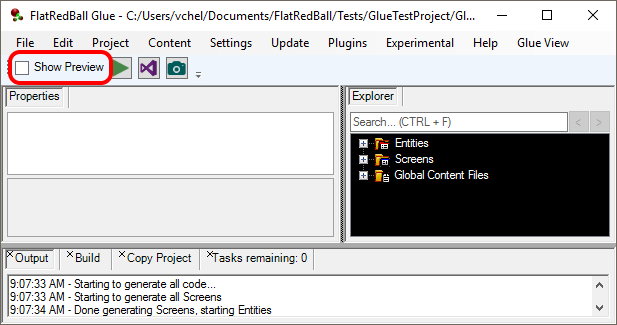 FlatRedBall Glue - C:/Users/vchel/Documents/FlatRedBall/Tests/GlueTestProject/Gl...
File Edit Project Content Settings Update Plugins Experimental Help Glue View
Show Preview
Properties
Explorer
Search... (CTRL + F)
< >
Entities
Screens
Global Content Files
Output Build Copy Project Tasks remaining: 0
9:07:33 AM - Starting to generate all code...
9:07:33 AM - Starting to generate all Screens
9:07:34 AM - Done generating Screens, starting Entities